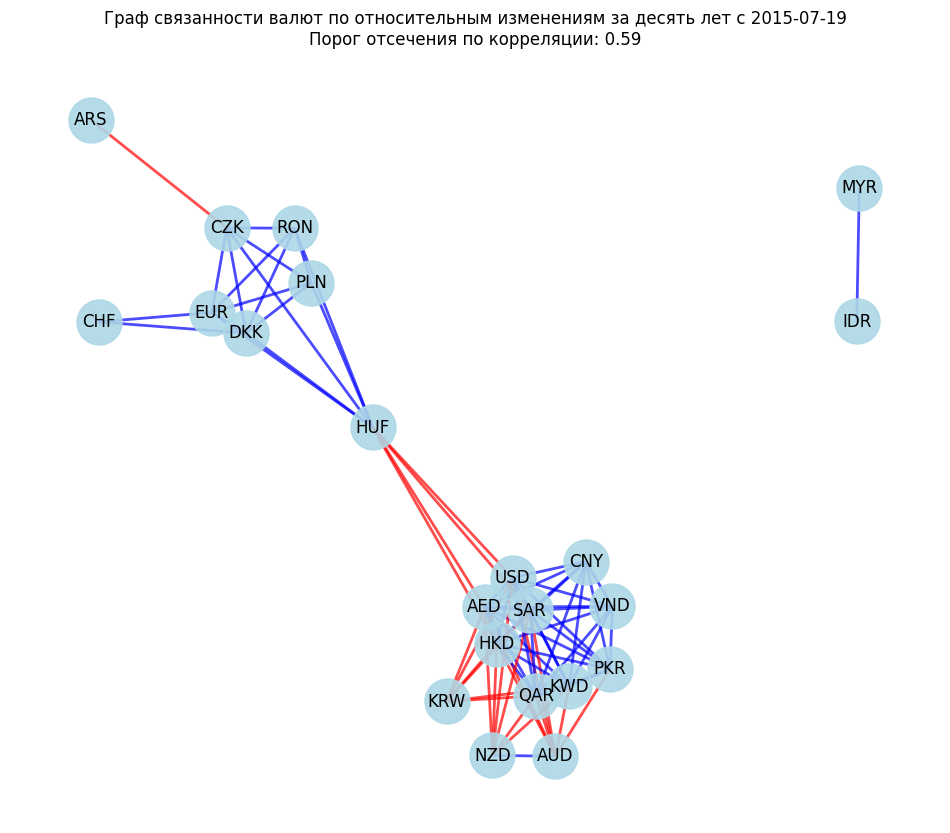 Граф связанности валют по относительным изменениям за десять лет с 2015-07-19
Порог отсечения по корреляции: 0.59
ARS
MYR
CZK
RON
PLN
EUR
CHF
DKK
IDR
HUF
CNY
USD
AED
SAR
VND
HKD
PKR
KWD
QAR
KRW
NZD
AUD